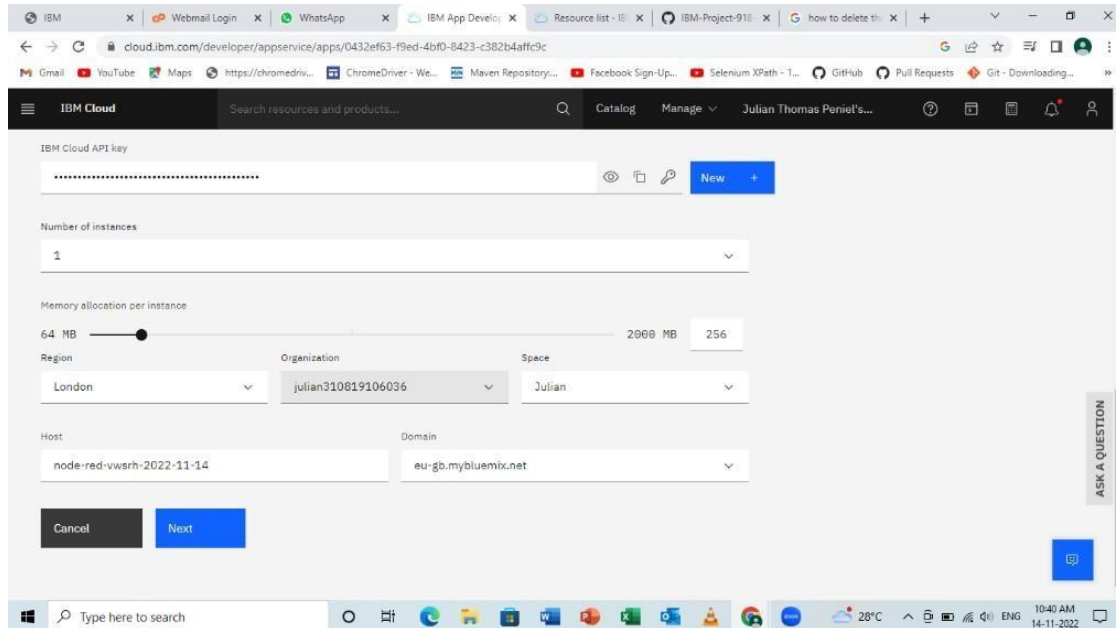 IBM
Webmail Login
WhatsApp
IBM App Develop
Resource list - IB
IBM-Project-918
how to delete th
cloud.ibm.com/developer/appservice/apps/0432ef63-f9ed-4bf0-8423-c382b4affc9c
Gmail YouTube Maps https://chromedriv... ChromeDriver - We... Maven Repository:... Facebook Sign-Up... Selenium XPath - T... GitHub Pull Requests Git - Downloading... »
IBM Cloud Search resources and products... Catalog Manage Julian Thomas Peniel's...
IBM Cloud API key
New +
Number of instances
1
Memory allocation per instance
64 MB 2000 MB 256
Region Organization Space
London julian310819106036 Julian
Host Domain
node-red-vwsrh-2022-11-14 eu-gb.mybluemix.net
ASK A QUESTION
Cancel Next
Type here to search 28°C ENG 10:40 AM
14-11-2022